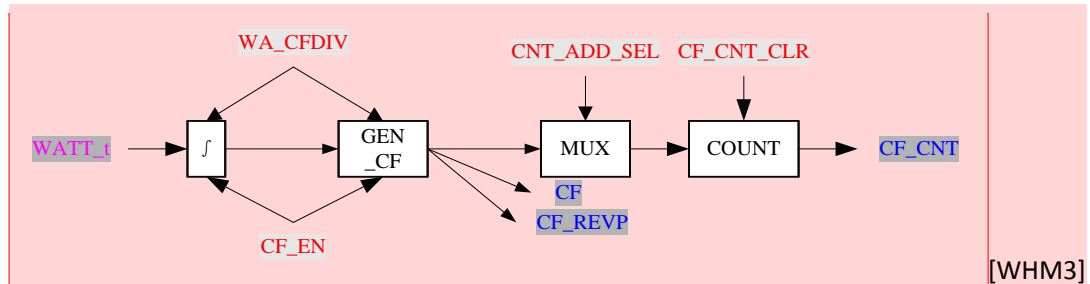 WA_CFDIV
CNT_ADD_SEL
CF_CNT_CLR
WATT_t
∫
GEN
_CF
MUX
COUNT
CF_CNT
CF
CF_REVP
CF_EN
[WHM3]